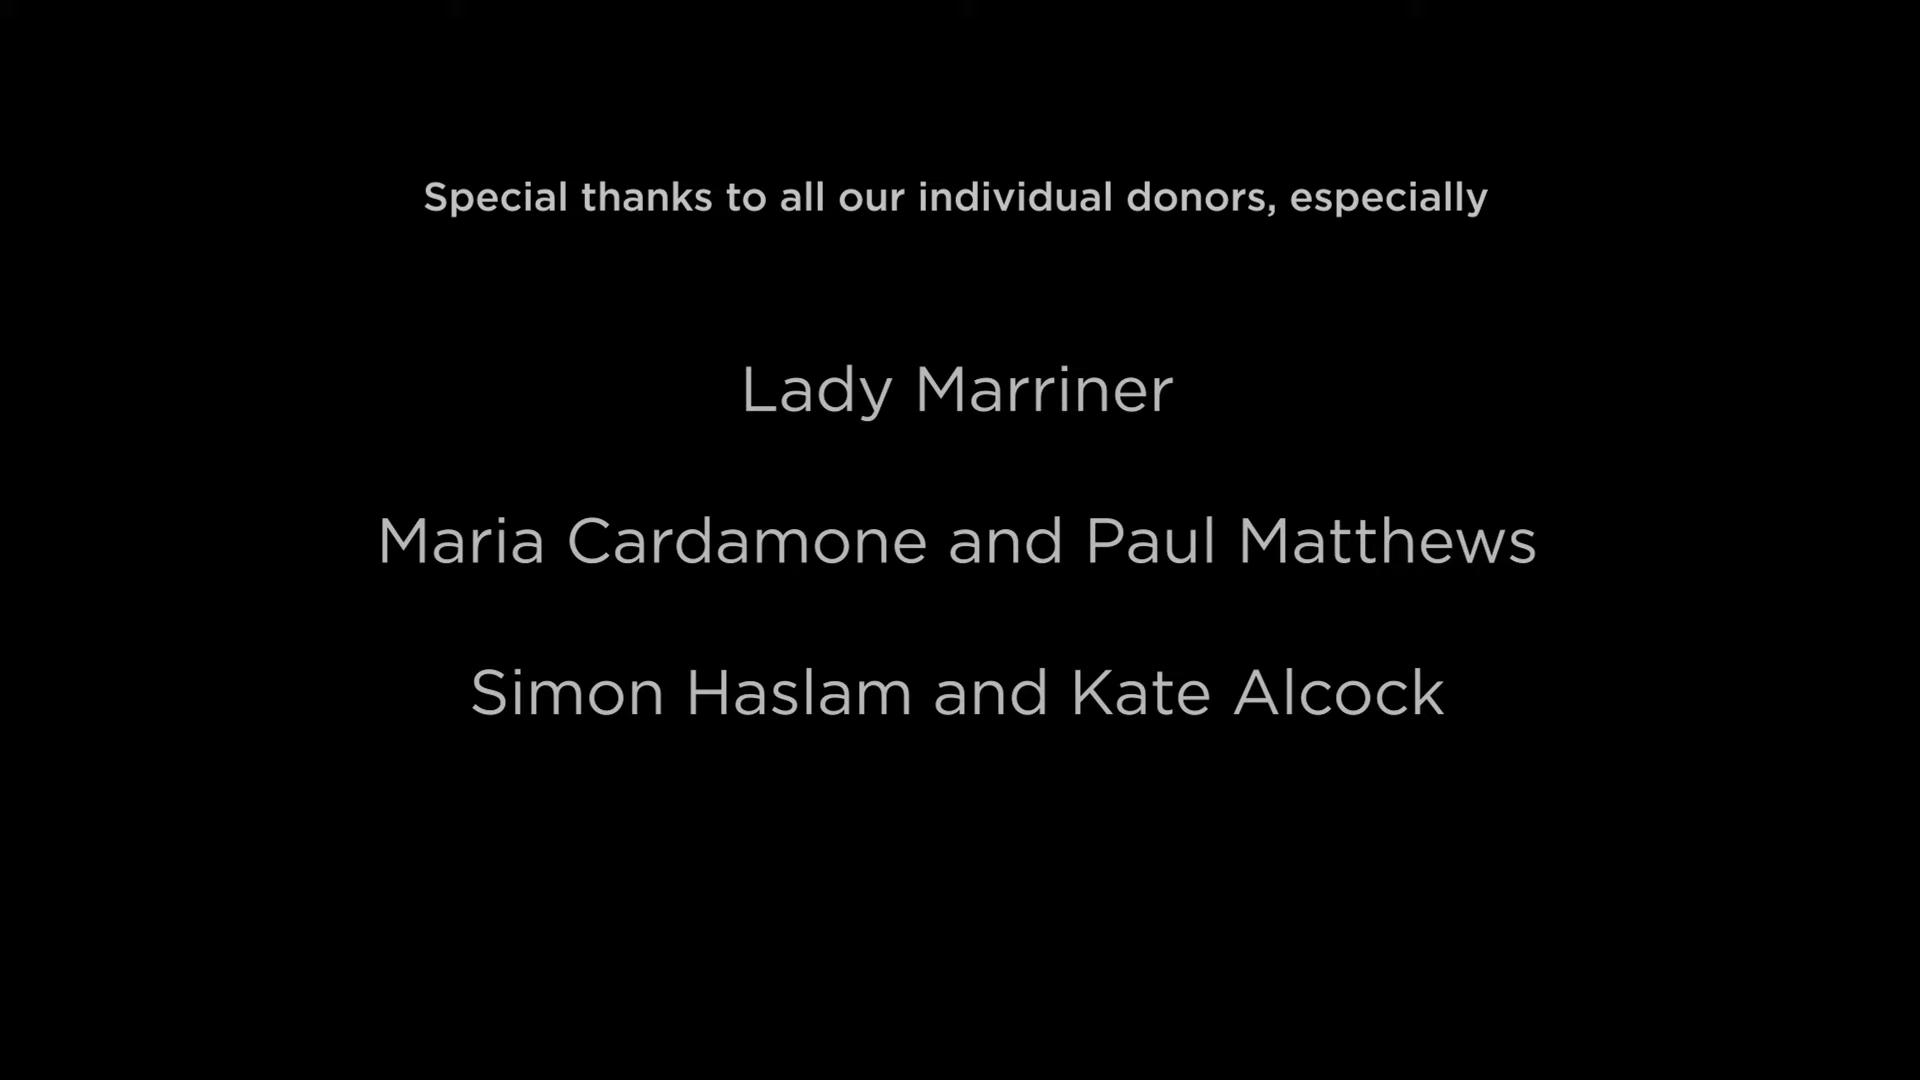 Special thanks to all our individual donors, especially
Lady Marriner
Maria Cardamone and Paul Matthews
Simon Haslam and Kate Alcock